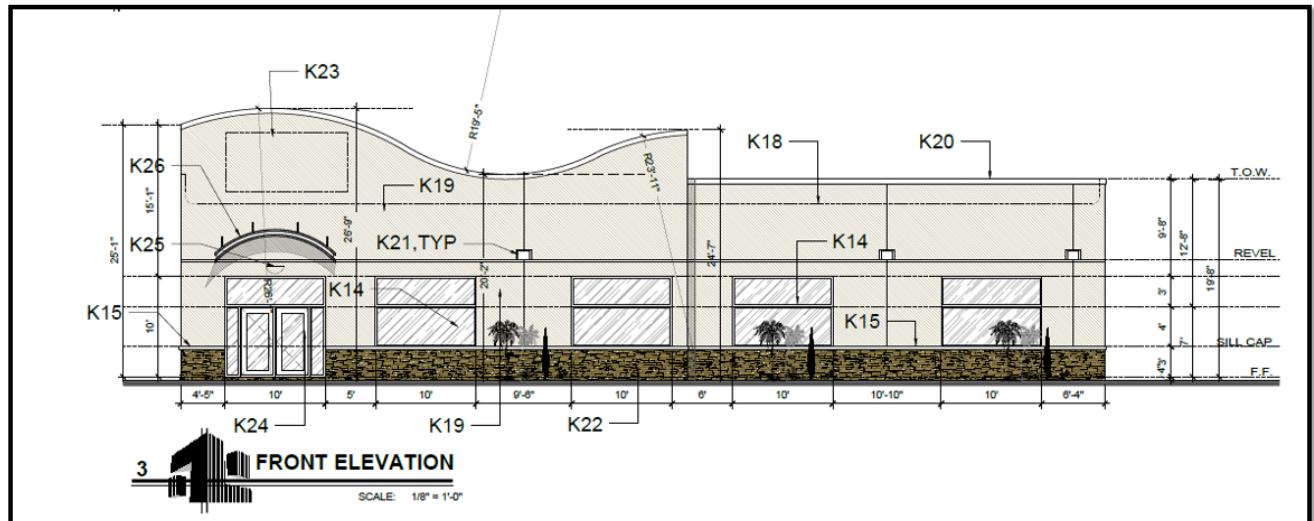 K23
R19'-5"
K18
K20
T.O.W.
K26
K19
R23'-11"
15'-1"
9'-8"
12'-8"
K25
26'-9"
K21,TYP
24'-7"
K14
25'-1"
REVEL
20'-2"
19'-8"
K14
3'
K15
K15
10'
4'
7'
SILL CAP
F.F.
4'-5"
10'
5'
10'
9'-6"
10'
6'
10'
10'-10"
10'
6'-4"
K24
K19
K22
3
FRONT ELEVATION
SCALE: 1/8" = 1'-0"